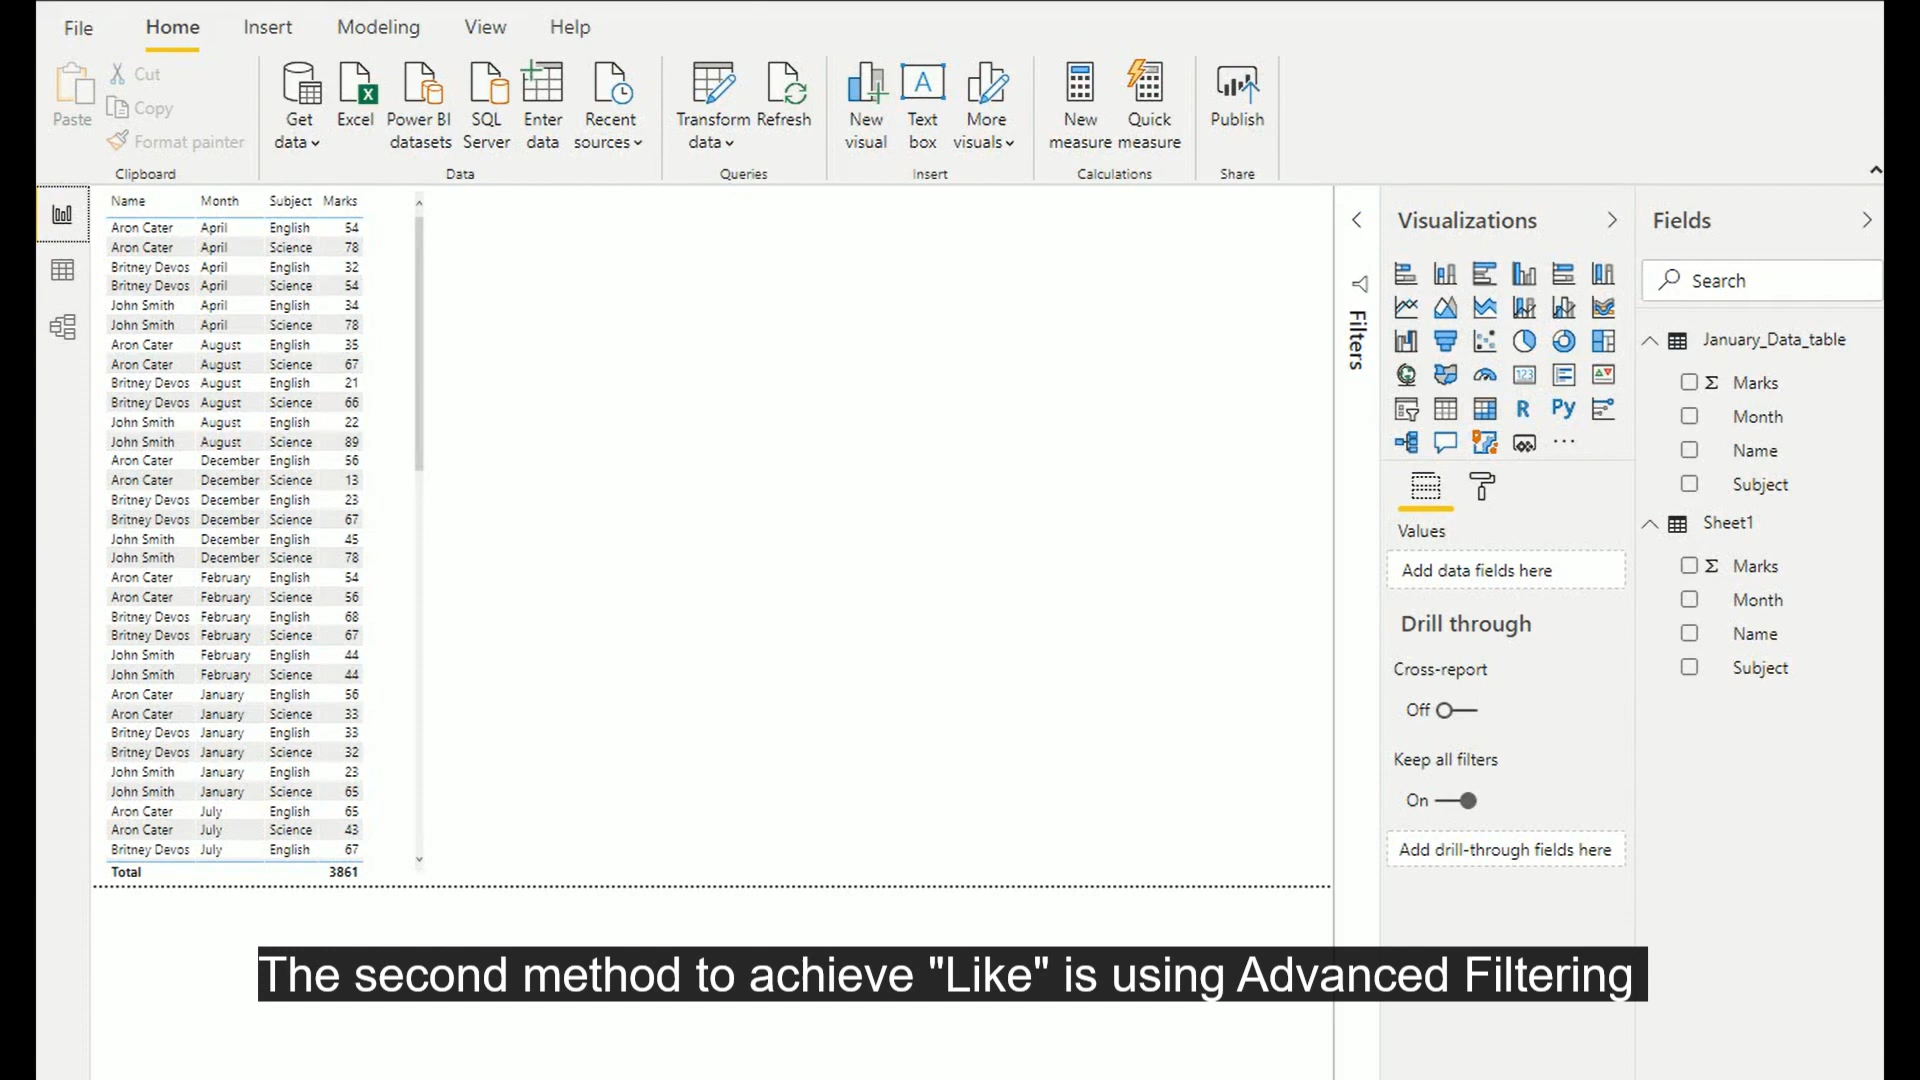 File Home Insert Modeling View Help
Paste
Cut
Copy
Format painter
Clipboard
Get data
Excel
Power BI datasets
SQL Server
Enter data
Recent sources
Data
Transform data
Refresh
Queries
New visual
Text box
More visuals
Insert
New measure
Quick measure
Calculations
Publish
Share
Name Month Subject Marks
Aron Cater April English 54
Aron Cater April Science 78
Britney Devos April English 32
Britney Devos April Science 54
John Smith April English 34
John Smith April Science 78
Aron Cater August English 35
Aron Cater August Science 67
Britney Devos August English 21
Britney Devos August Science 66
John Smith August English 22
John Smith August Science 89
Aron Cater December English 56
Aron Cater December Science 13
Britney Devos December English 23
Britney Devos December Science 67
John Smith December English 45
John Smith December Science 78
Aron Cater February English 54
Aron Cater February Science 56
Britney Devos February English 68
Britney Devos February Science 67
John Smith February English 44
John Smith February Science 44
Aron Cater January English 56
Aron Cater January Science 33
Britney Devos January English 33
Britney Devos January Science 32
John Smith January English 23
John Smith January Science 65
Aron Cater July English 65
Aron Cater July Science 43
Britney Devos July English 67
Total 3861
Filters
Visualizations
123
R
Py
Values
Add data fields here
Drill through
Cross-report
Off
Keep all filters
On
Add drill-through fields here
Fields
Search
January_Data_table
Σ Marks
Month
Name
Subject
Sheet1
Σ Marks
Month
Name
Subject
The second method to achieve "Like" is using Advanced Filtering